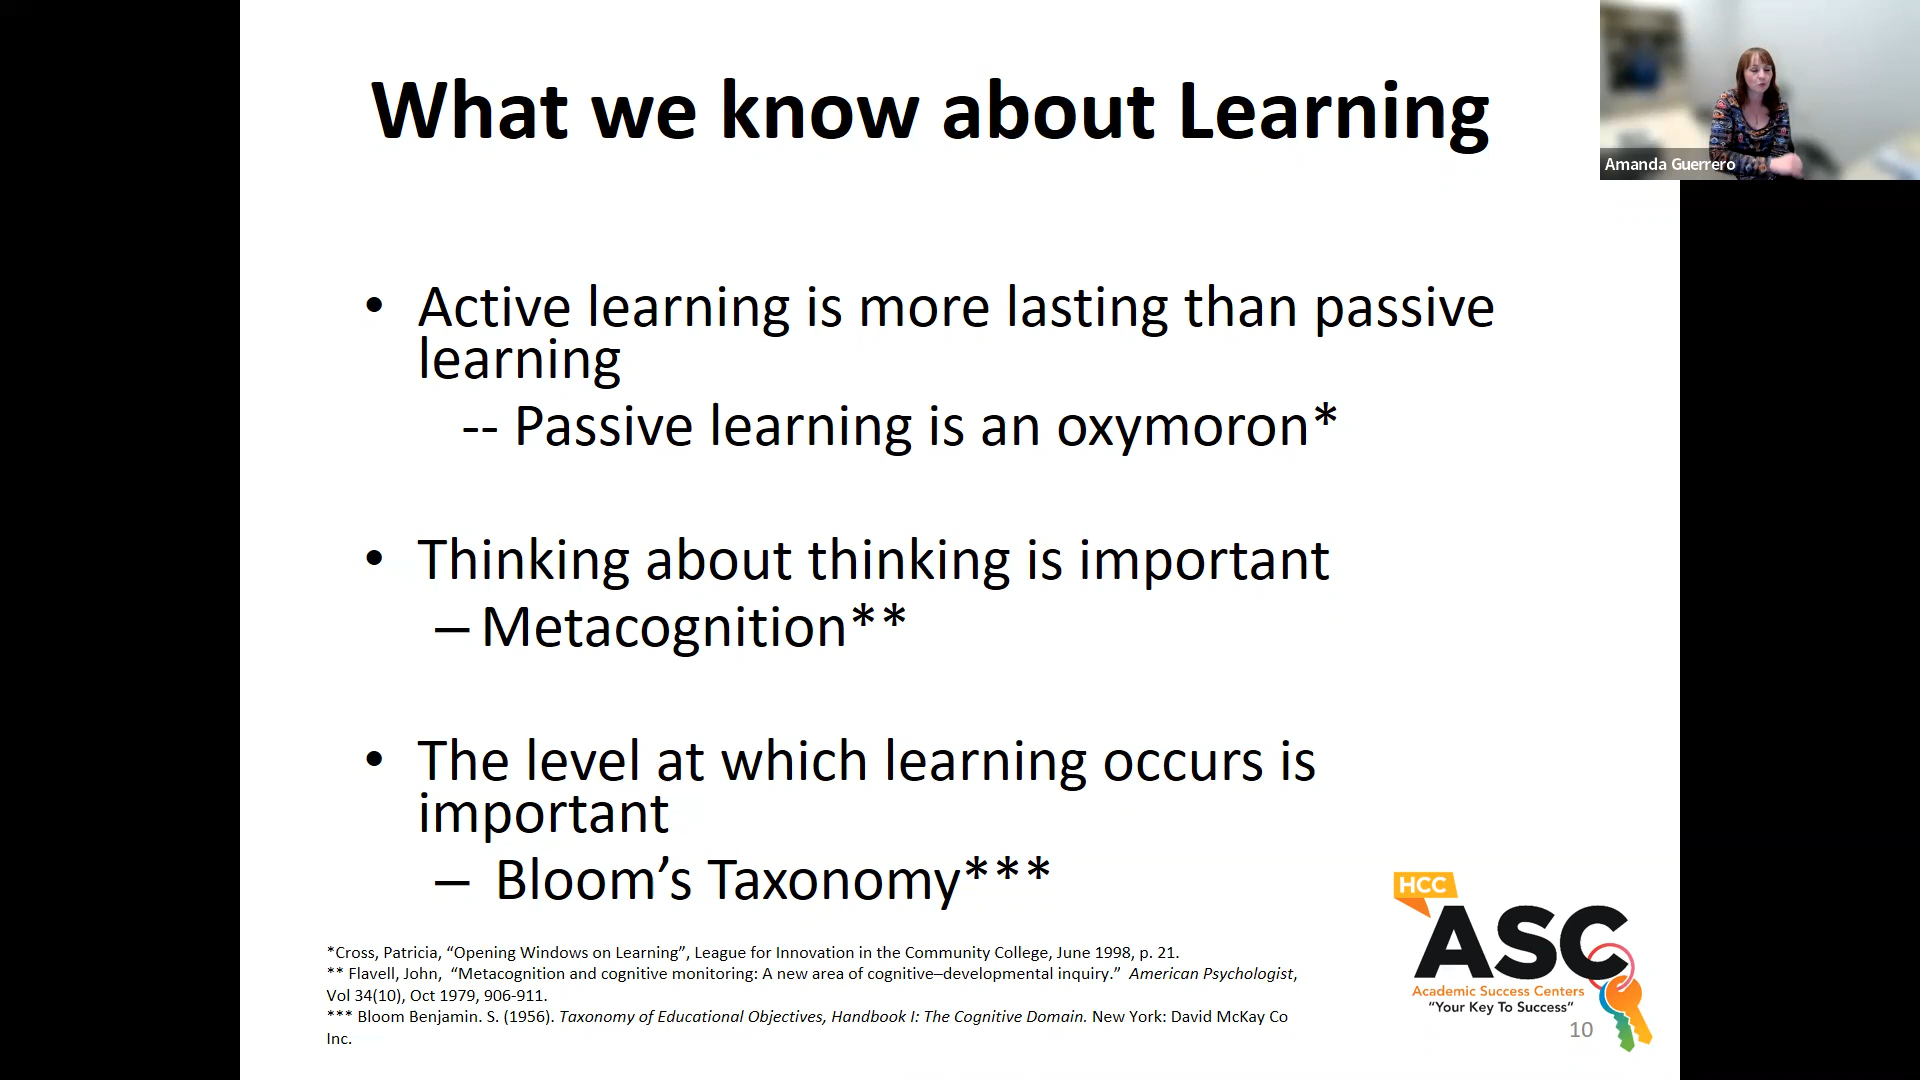 What we know about Learning
Amanda Guerrero
• Active learning is more lasting than passive
learning
-- Passive learning is an oxymoron*
• Thinking about thinking is important
– Metacognition**
• The level at which learning occurs is
important
– Bloom’s Taxonomy***
*Cross, Patricia, “Opening Windows on Learning”, League for Innovation in the Community College, June 1998, p. 21.
** Flavell, John, “Metacognition and cognitive monitoring: A new area of cognitive–developmental inquiry.” American Psychologist,
Vol 34(10), Oct 1979, 906-911.
*** Bloom Benjamin. S. (1956). Taxonomy of Educational Objectives, Handbook I: The Cognitive Domain. New York: David McKay Co
Inc.
HCC
ASC
Academic Success Centers
“Your Key To Success”
10